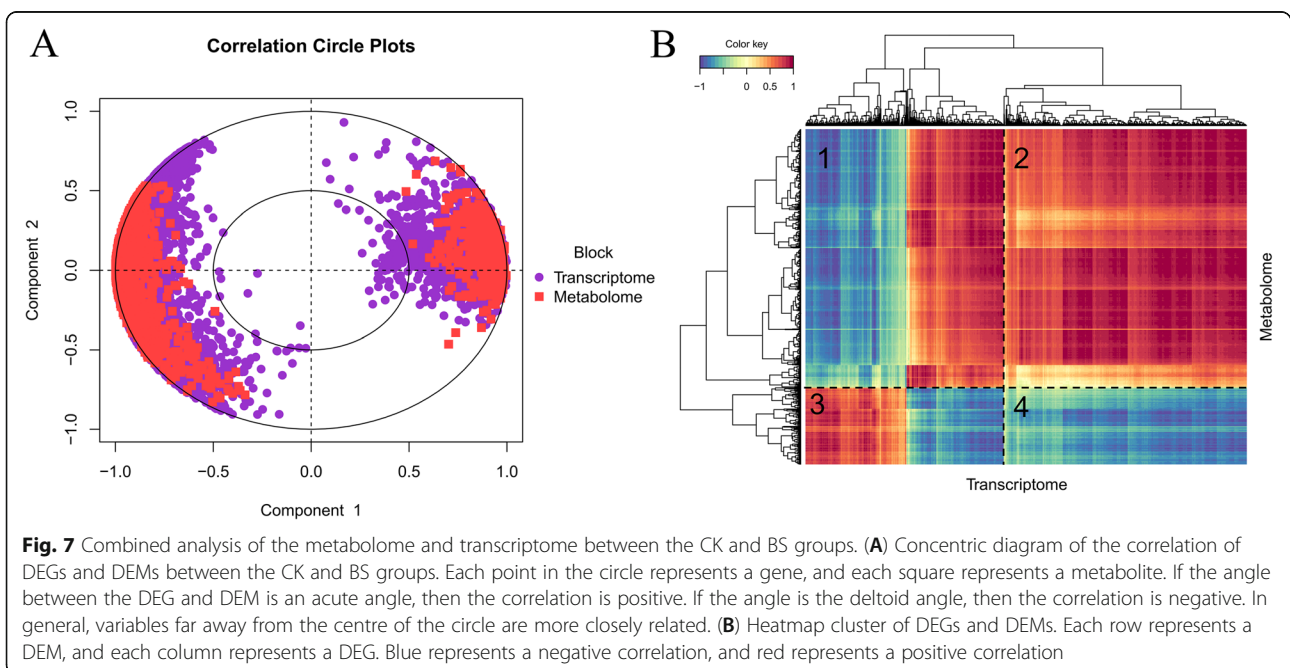 A
Correlation Circle Plots
Component 2
1.0
0.5
0.0
−0.5
−1.0
−1.0
−0.5
0.0
0.5
1.0
Component 1
Block
Transcriptome
Metabolome
B
Color key
−1
0
0.5
1
1
2
3
4
Metabolome
Transcriptome
Fig. 7 Combined analysis of the metabolome and transcriptome between the CK and BS groups. (A) Concentric diagram of the correlation of
DEGs and DEMs between the CK and BS groups. Each point in the circle represents a gene, and each square represents a metabolite. If the angle
between the DEG and DEM is an acute angle, then the correlation is positive. If the angle is the deltoid angle, then the correlation is negative. In
general, variables far away from the centre of the circle are more closely related. (B) Heatmap cluster of DEGs and DEMs. Each row represents a
DEM, and each column represents a DEG. Blue represents a negative correlation, and red represents a positive correlation